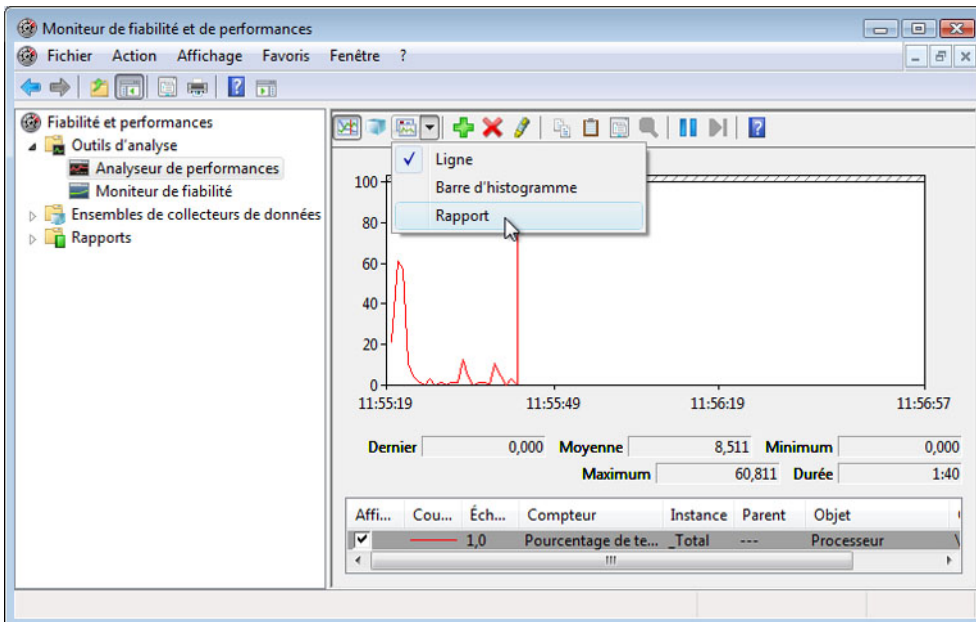 Moniteur de fiabilité et de performances
Fichier Action Affichage Favoris Fenêtre ?
Fiabilité et performances
Outils d'analyse
Analyseur de performances
Moniteur de fiabilité
Ensembles de collecteurs de données
Rapports
Ligne
Barre d'histogramme
Rapport
100
80
60
40
20
0
11:55:19 11:55:49 11:56:19 11:56:57
Dernier 0,000 Moyenne 8,511 Minimum 0,000
Maximum 60,811 Durée 1:40
Affi... Cou... Éch... Compteur Instance Parent Objet
1,0 Pourcentage de te... _Total --- Processeur